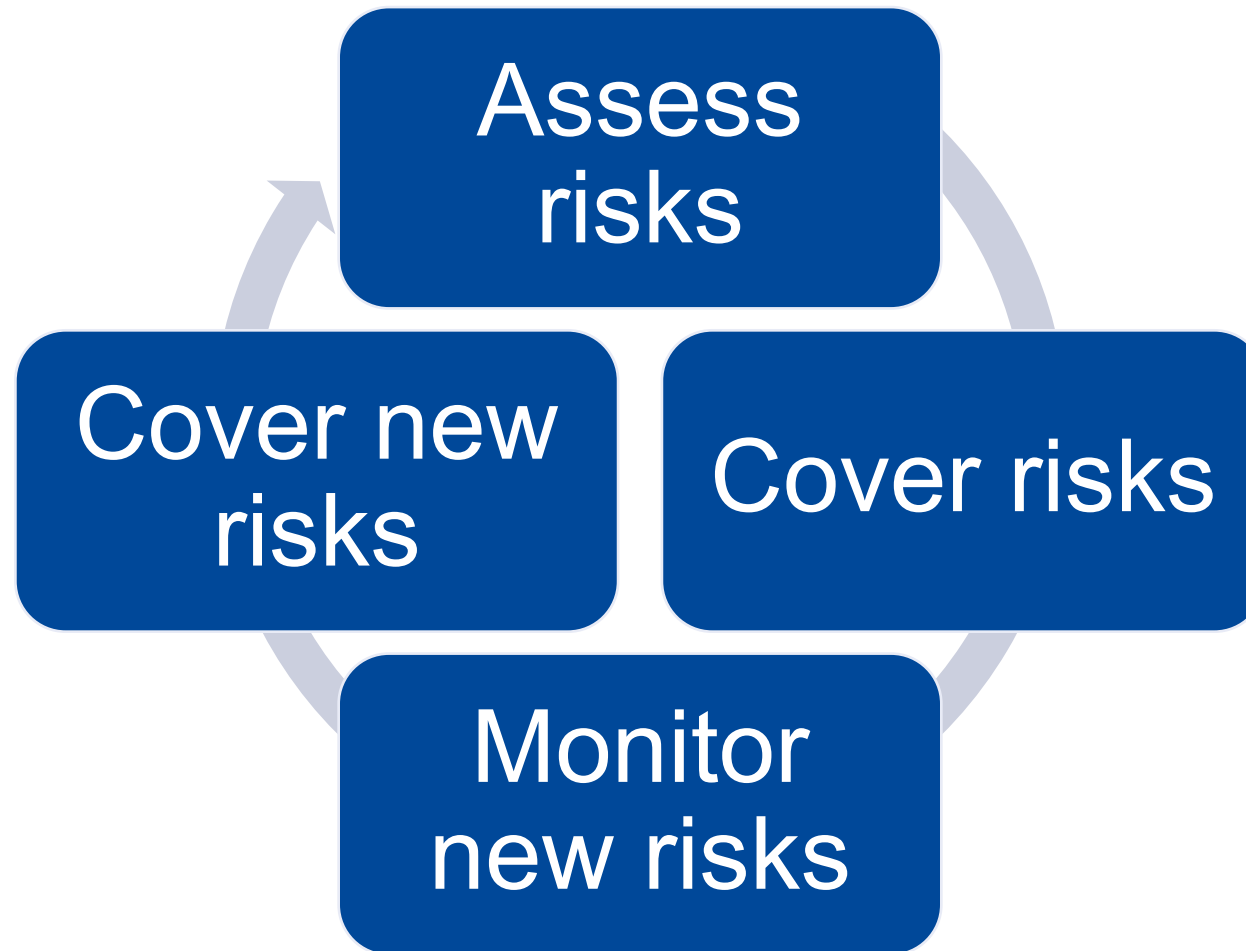 Assess
risks
Cover risks
Monitor
new risks
Cover new
risks